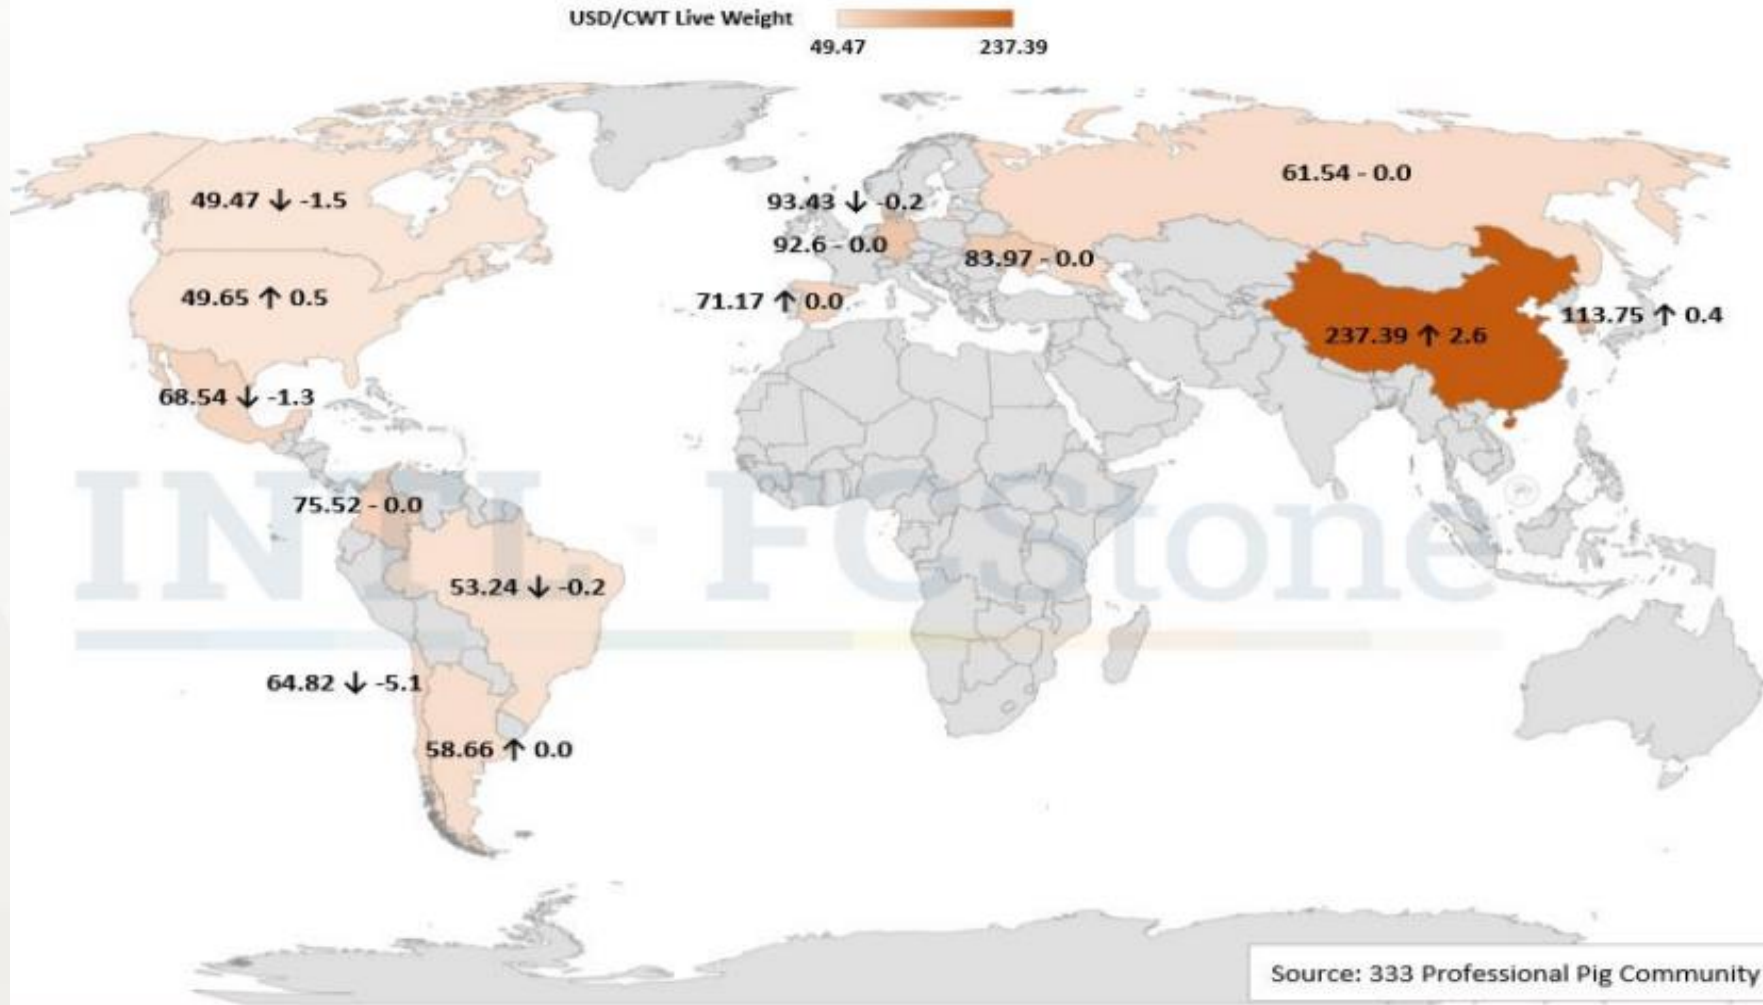 USD/CWT Live Weight
49.47 237.39
61.54 - 0.0
49.47 ↓ -1.5
93.43 ↓ -0.2
92.6 - 0.0
83.97 - 0.0
49.65 ↑ 0.5
71.17 ↑ 0.0
113.75 ↑ 0.4
237.39 ↑ 2.6
68.54 ↓ -1.3
75.52 - 0.0
INTL FCStone
53.24 ↓ -0.2
64.82 ↓ -5.1
58.66 ↑ 0.0
Source: 333 Professional Pig Community